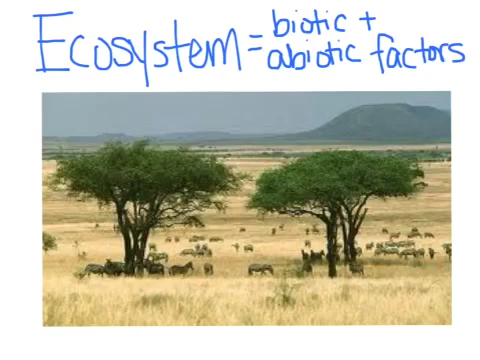 Ecosystem = biotic +
abiotic factors